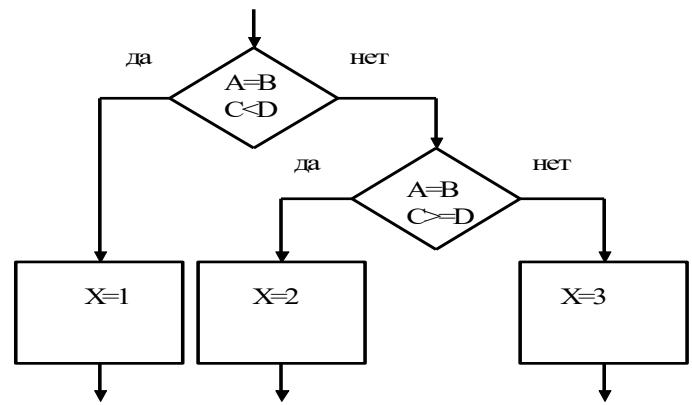 да
нет
A=B
C<D
да
нет
A=B
C>=D
X=1
X=2
X=3